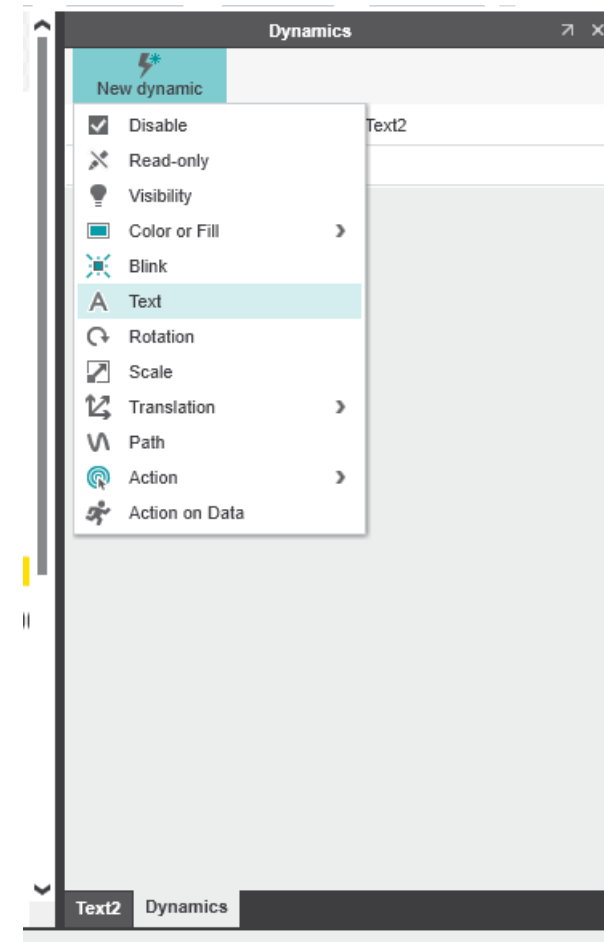 Dynamics
New dynamic
Disable
Text2
Read-only
Visibility
Color or Fill
Blink
Text
Rotation
Scale
Translation
Path
Action
Action on Data
Text2
Dynamics